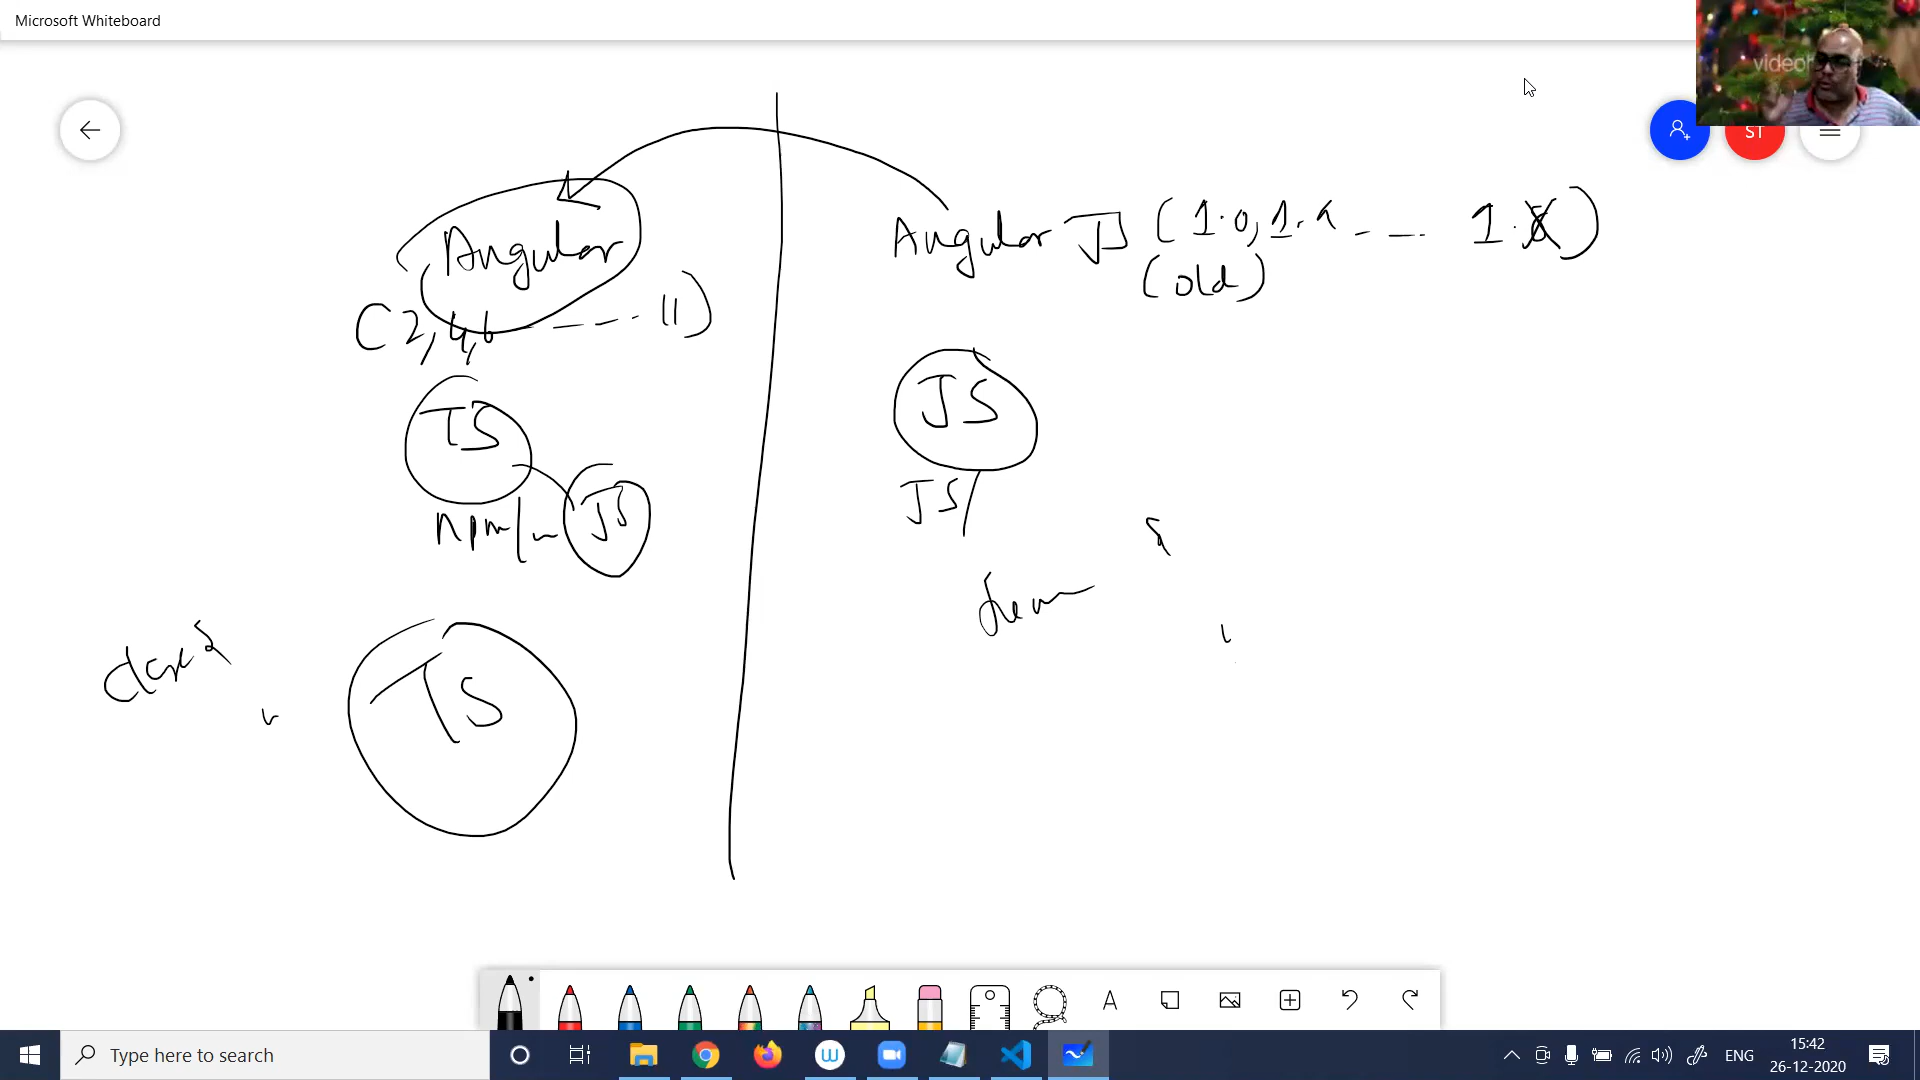 Microsoft Whiteboard
ST
Angular
(2, 4, 6 ---- 11)
TS
npm/
JS
TS
Angular JS (1.0, 1. -- -- 1.
(old)
JS
JS/
A
Type here to search
ENG
15:42
26-12-2020